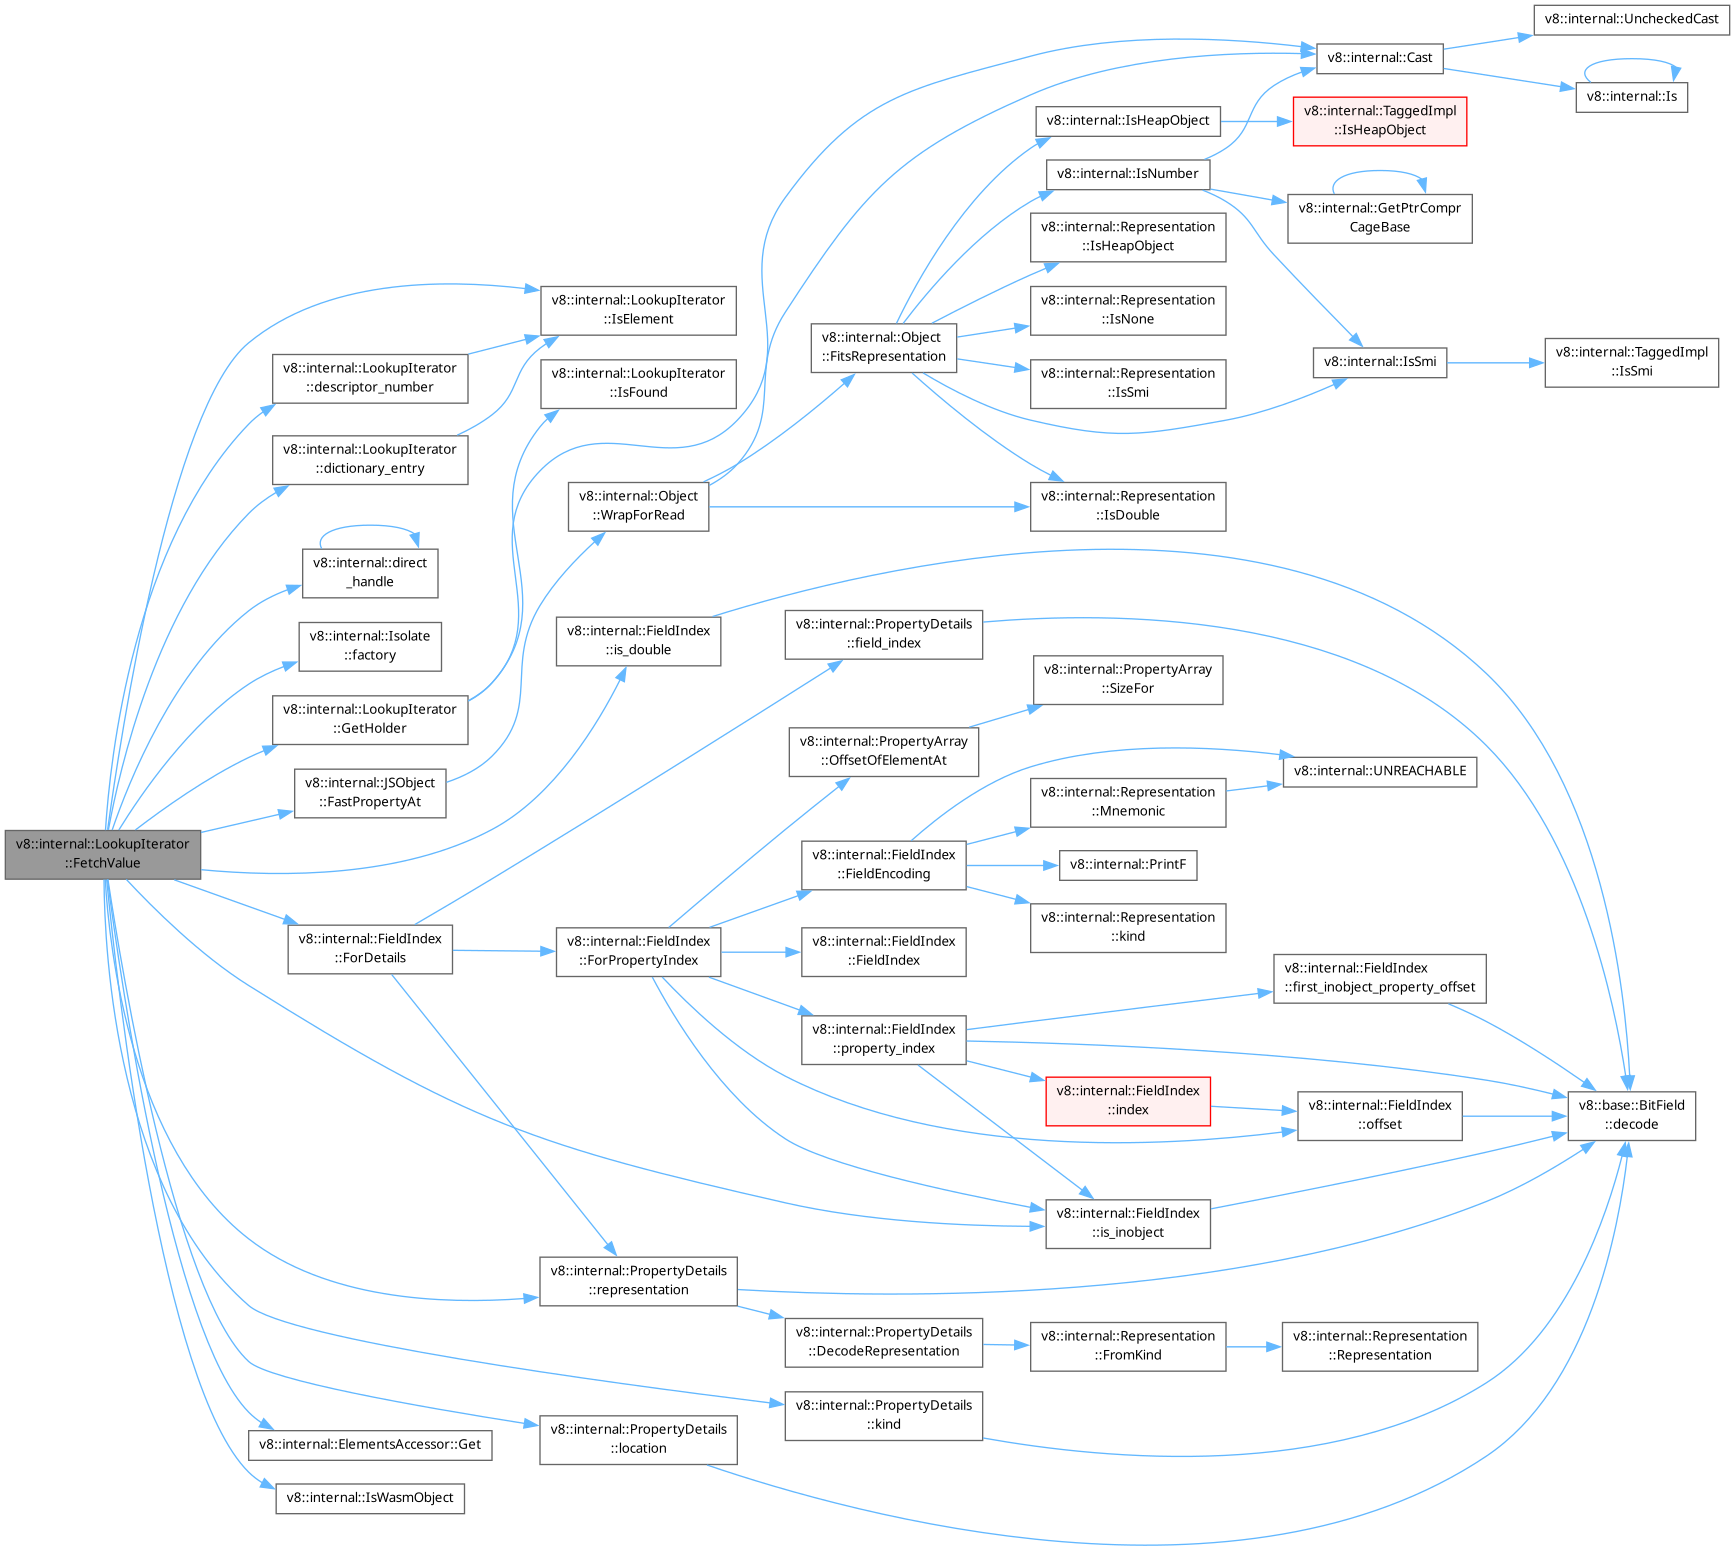 v8::internal::UncheckedCast
v8::internal::Cast
v8::internal::Is
v8::internal::IsHeapObject
v8::internal::TaggedImpl
::IsHeapObject
v8::internal::IsNumber
v8::internal::GetPtrCompr
CageBase
v8::internal::Representation
::IsHeapObject
v8::internal::LookupIterator
::IsElement
v8::internal::Representation
::IsNone
v8::internal::Object
::FitsRepresentation
v8::internal::IsSmi
v8::internal::TaggedImpl
::IsSmi
v8::internal::LookupIterator
::descriptor_number
v8::internal::LookupIterator
::IsFound
v8::internal::Representation
::IsSmi
v8::internal::LookupIterator
::dictionary_entry
v8::internal::Object
::WrapForRead
v8::internal::Representation
::IsDouble
v8::internal::direct
_handle
v8::internal::Isolate
::factory
v8::internal::FieldIndex
::is_double
v8::internal::PropertyDetails
::field_index
v8::internal::PropertyArray
::SizeFor
v8::internal::LookupIterator
::GetHolder
v8::internal::PropertyArray
::OffsetOfElementAt
v8::internal::UNREACHABLE
v8::internal::JSObject
::FastPropertyAt
v8::internal::Representation
::Mnemonic
v8::internal::LookupIterator
::FetchValue
v8::internal::FieldIndex
::FieldEncoding
v8::internal::PrintF
v8::internal::Representation
::kind
v8::internal::FieldIndex
::ForDetails
v8::internal::FieldIndex
::ForPropertyIndex
v8::internal::FieldIndex
::FieldIndex
v8::internal::FieldIndex
::first_inobject_property_offset
v8::internal::FieldIndex
::property_index
v8::internal::FieldIndex
::index
v8::internal::FieldIndex
::offset
v8::base::BitField
::decode
v8::internal::FieldIndex
::is_inobject
v8::internal::PropertyDetails
::representation
v8::internal::PropertyDetails
::DecodeRepresentation
v8::internal::Representation
::FromKind
v8::internal::Representation
::Representation
v8::internal::PropertyDetails
::kind
v8::internal::ElementsAccessor::Get
v8::internal::PropertyDetails
::location
v8::internal::IsWasmObject